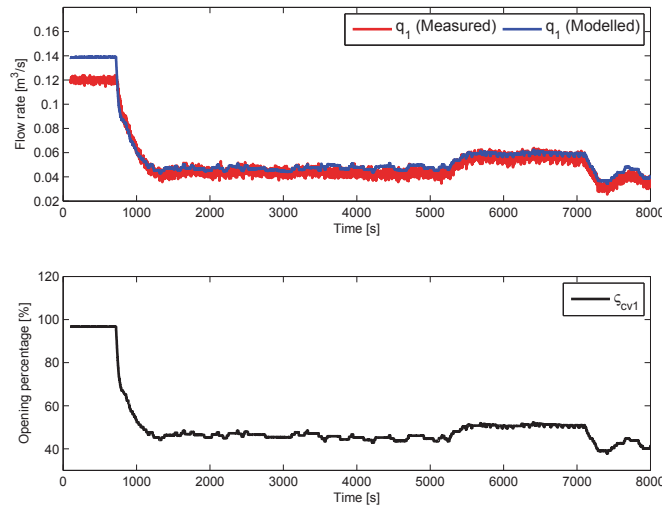 q1 (Measured) q1 (Modelled)
Flow rate [m³/s]
0.16
0.14
0.12
0.1
0.08
0.06
0.04
0.02
0 1000 2000 3000 4000 5000 6000 7000 8000
Time [s]
ςcv1
Opening percentage [%]
120
100
80
60
40
0 1000 2000 3000 4000 5000 6000 7000 8000
Time [s]